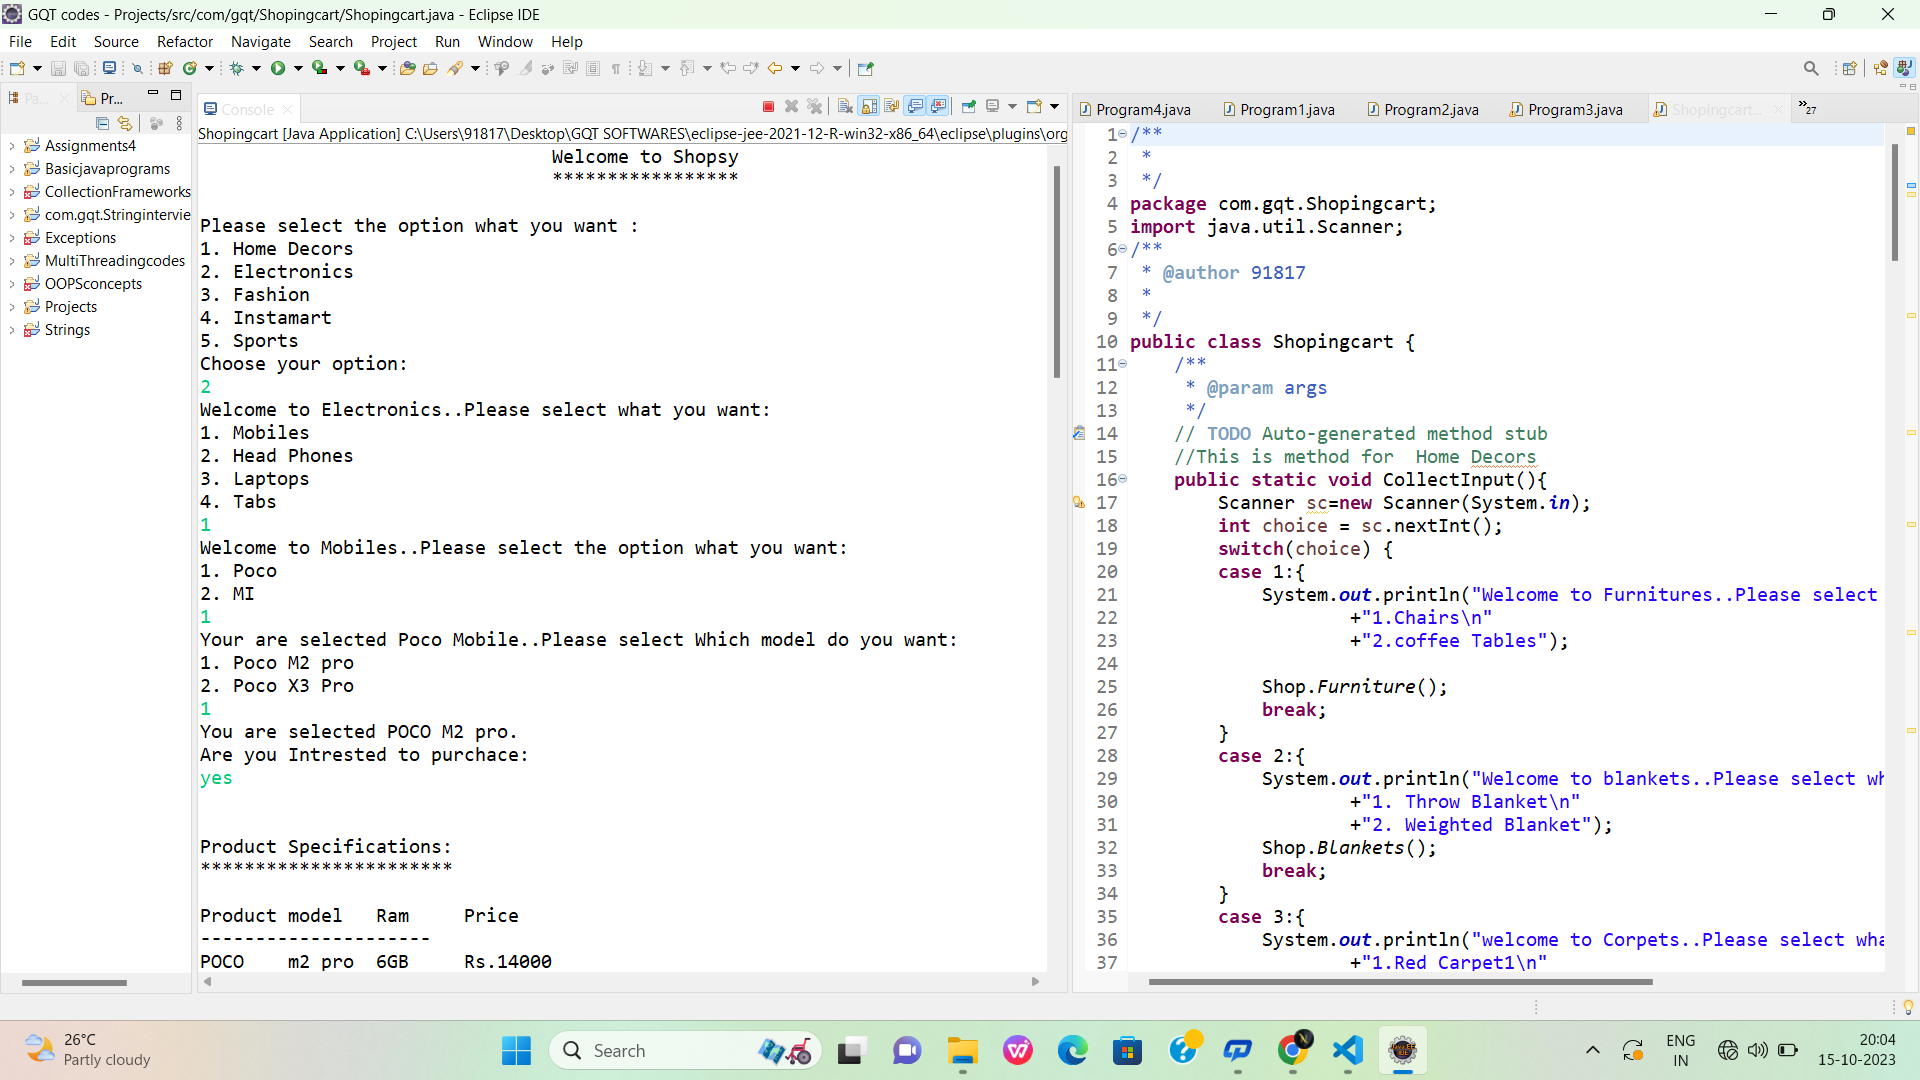 GQT codes - Projects/src/com/gqt/Shopingcart/Shopingcart.java - Eclipse IDE
File Edit Source Refactor Navigate Search Project Run Window Help
Pa... Pr...
Assignments4
Basicjavaprograms
CollectionFrameworks
com.gqt.Stringintervie
Exceptions
MultiThreadingcodes
OOPSconcepts
Projects
Strings
Console
Shopingcart [Java Application] C:\Users\91817\Desktop\GQT SOFTWARES\eclipse-jee-2021-12-R-win32-x86_64\eclipse\plugins\org
Welcome to Shopsy
*****************
Please select the option what you want :
1. Home Decors
2. Electronics
3. Fashion
4. Instamart
5. Sports
Choose your option:
2
Welcome to Electronics..Please select what you want:
1. Mobiles
2. Head Phones
3. Laptops
4. Tabs
1
Welcome to Mobiles..Please select the option what you want:
1. Poco
2. MI
1
Your are selected Poco Mobile..Please select Which model do you want:
1. Poco M2 pro
2. Poco X3 Pro
1
You are selected POCO M2 pro.
Are you Intrested to purchace:
yes
Product Specifications:
***********************
Product model   Ram     Price
---------------------
POCO    m2 pro  6GB     Rs.14000
Program4.java Program1.java Program2.java Program3.java Shopingcart.... »27
1 /**
2  *
3  */
4 package com.gqt.Shopingcart;
5 import java.util.Scanner;
6 /**
7  * @author 91817
8  *
9  */
10 public class Shopingcart {
11     /**
12      * @param args
13      */
14     // TODO Auto-generated method stub
15     //This is method for  Home Decors
16     public static void CollectInput(){
17         Scanner sc=new Scanner(System.in);
18         int choice = sc.nextInt();
19         switch(choice) {
20         case 1:{
21             System.out.println("Welcome to Furnitures..Please select
22                     +"1.Chairs\n"
23                     +"2.coffee Tables");
24
25             Shop.Furniture();
26             break;
27         }
28         case 2:{
29             System.out.println("Welcome to blankets..Please select wh
30                     +"1. Throw Blanket\n"
31                     +"2. Weighted Blanket");
32             Shop.Blankets();
33             break;
34         }
35         case 3:{
36             System.out.println("welcome to Corpets..Please select wha
37                     +"1.Red Carpet1\n"
26°C
Partly cloudy
Search
ENG
IN
20:04
15-10-2023